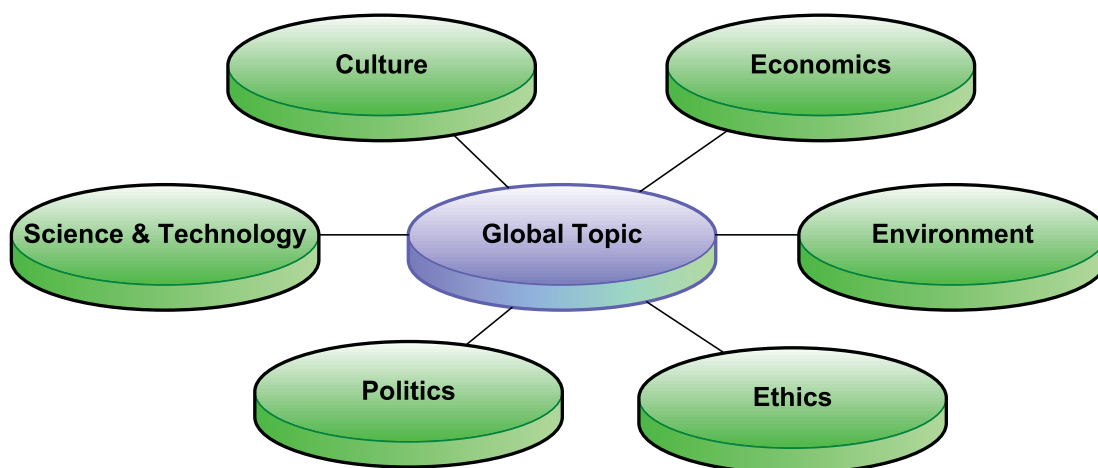 Culture
Economics
Science & Technology
Global Topic
Environment
Politics
Ethics